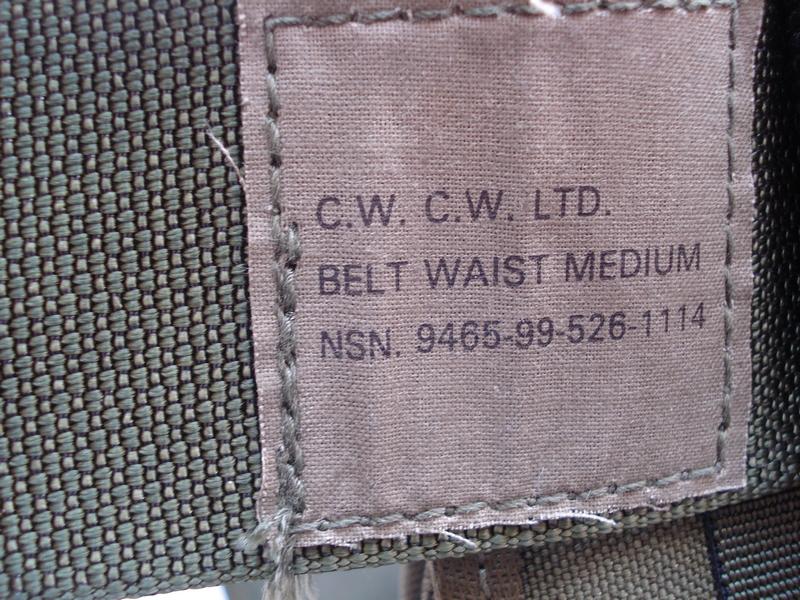 C.W. C.W. LTD.
BELT WAIST MEDIUM
NSN. 9465-99-526-1114